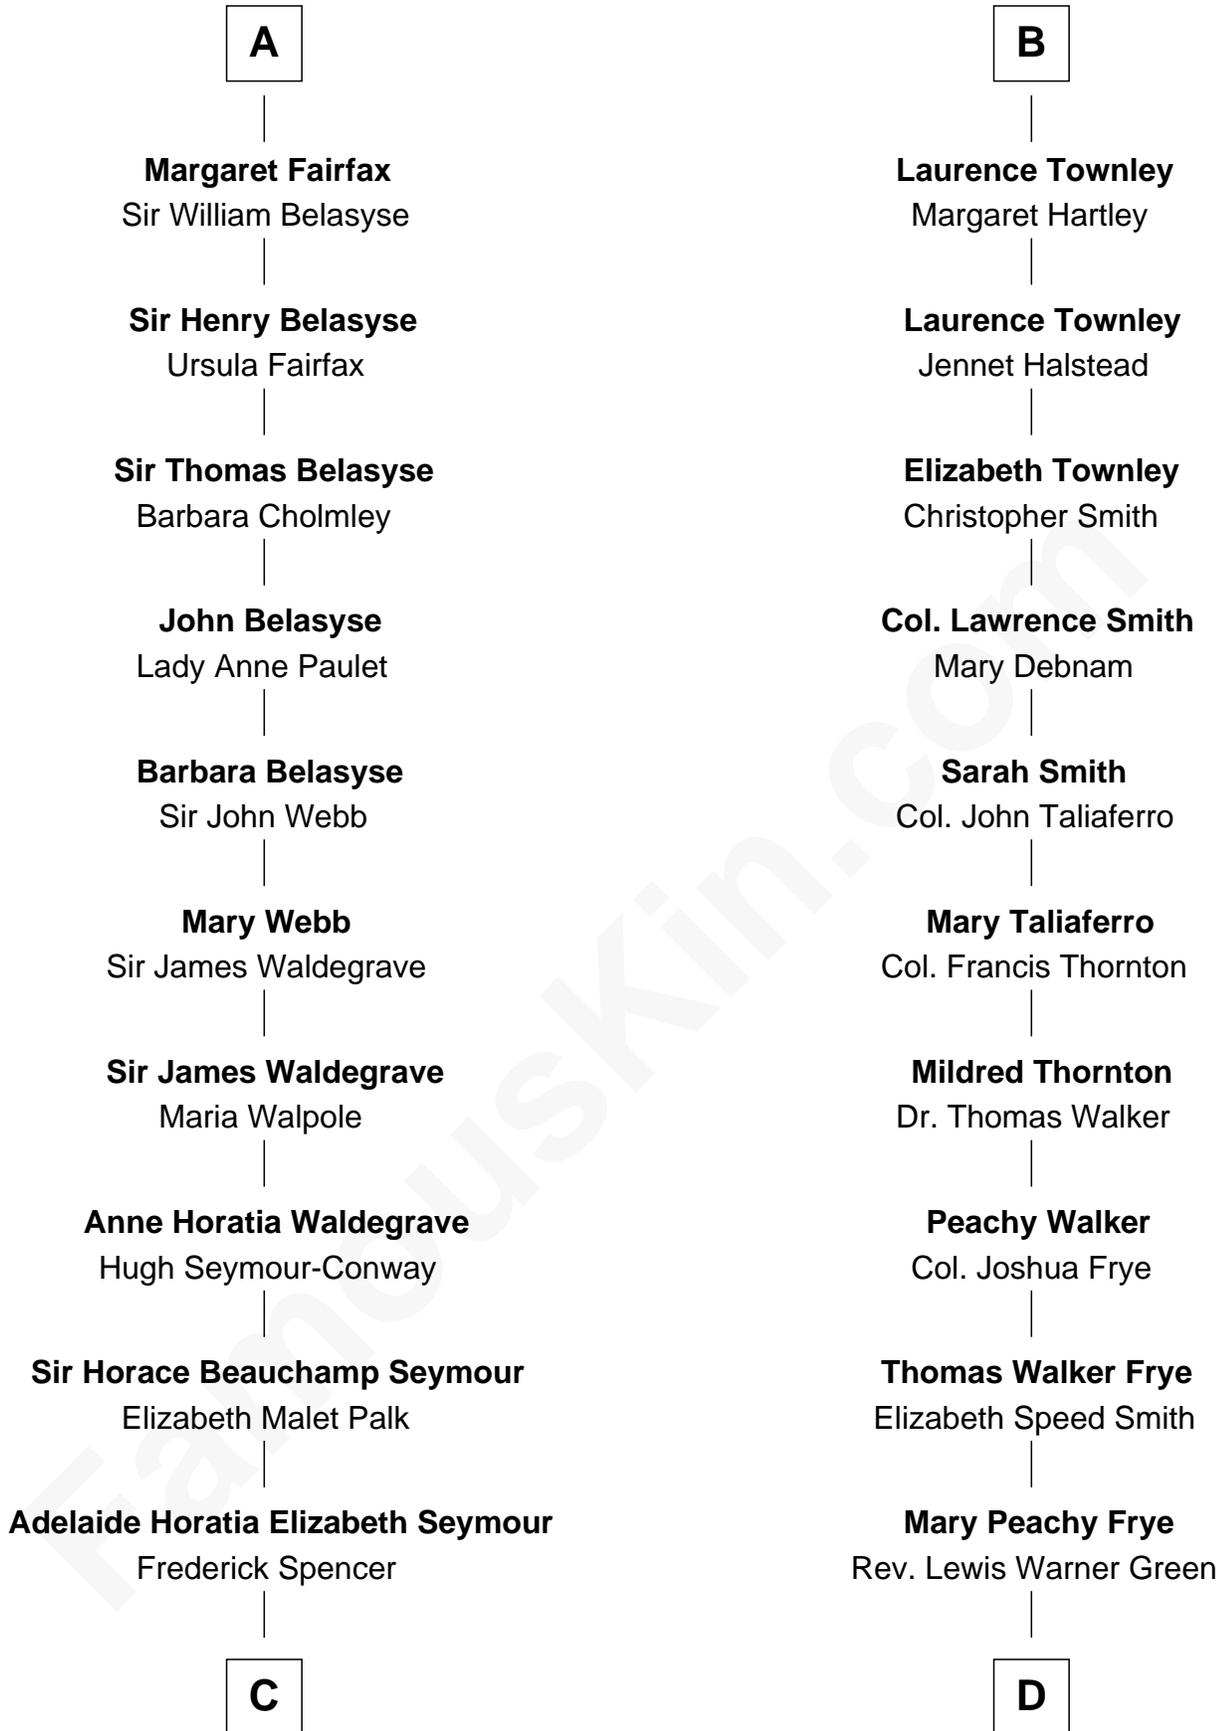 A
Margaret Fairfax
Sir William Belasyse
Sir Henry Belasyse
Ursula Fairfax
Sir Thomas Belasyse
Barbara Cholmley
John Belasyse
Lady Anne Paulet
Barbara Belasyse
Sir John Webb
Mary Webb
Sir James Waldegrave
Sir James Waldegrave
Maria Walpole
Anne Horatia Waldegrave
Hugh Seymour-Conway
Sir Horace Beauchamp Seymour
Elizabeth Malet Palk
Adelaide Horatia Elizabeth Seymour
Frederick Spencer
C
B
Laurence Townley
Margaret Hartley
Laurence Townley
Jennet Halstead
Elizabeth Townley
Christopher Smith
Col. Lawrence Smith
Mary Debnam
Sarah Smith
Col. John Taliaferro
Mary Taliaferro
Col. Francis Thornton
Mildred Thornton
Dr. Thomas Walker
Peachy Walker
Col. Joshua Frye
Thomas Walker Frye
Elizabeth Speed Smith
Mary Peachy Frye
Rev. Lewis Warner Green
D
FamousKin.com